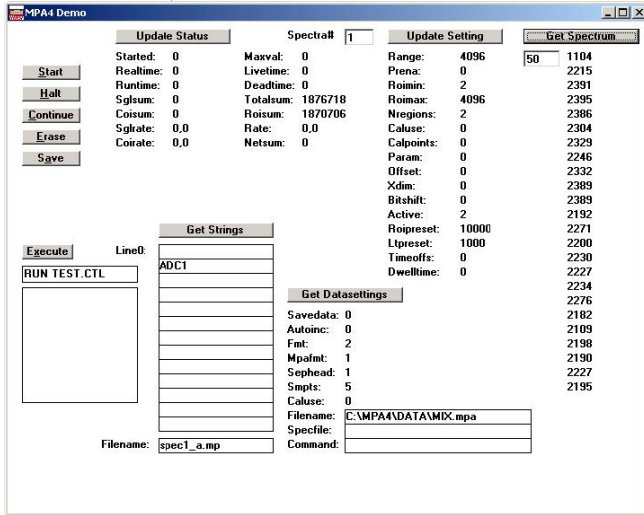 MPA4 Demo
Update Status
Spectra# 1
Update Setting
Get Spectrum
Start
Halt
Continue
Erase
Save
Started: 0
Realtime: 0
Runtime: 0
Sglsum: 0
Coisum: 0
Sglrate: 0,0
Coirate: 0,0
Maxval: 0
Livetime: 0
Deadtime: 0
Totalsum: 1876718
Roisum: 1870706
Rate: 0,0
Netsum: 0
Range: 4096
Prena: 0
Roimin: 2
Roimax: 4096
Nregions: 2
Caluse: 0
Calpoints: 0
Param: 0
Offset: 0
Xdim: 0
Bitshift: 0
Active: 2
Roipreset: 10000
Ltpreset: 1000
Timeoffs: 0
Dwelltime: 0
50
1104
2215
2391
2395
2386
2304
2329
2246
2332
2389
2389
2192
2271
2200
2230
2227
2234
2276
2182
2109
2198
2190
2227
2195
Execute
RUN TEST.CTL
Get Strings
Line0:
ADC1
Filename: spec1_a.mp
Get Datasettings
Savedata: 0
Autoinc: 0
Fmt: 2
Mpafmt: 1
Sephead: 1
Smpts: 5
Caluse: 0
Filename: C:\MPA4\DATA\MIX.mpa
Specfile:
Command: